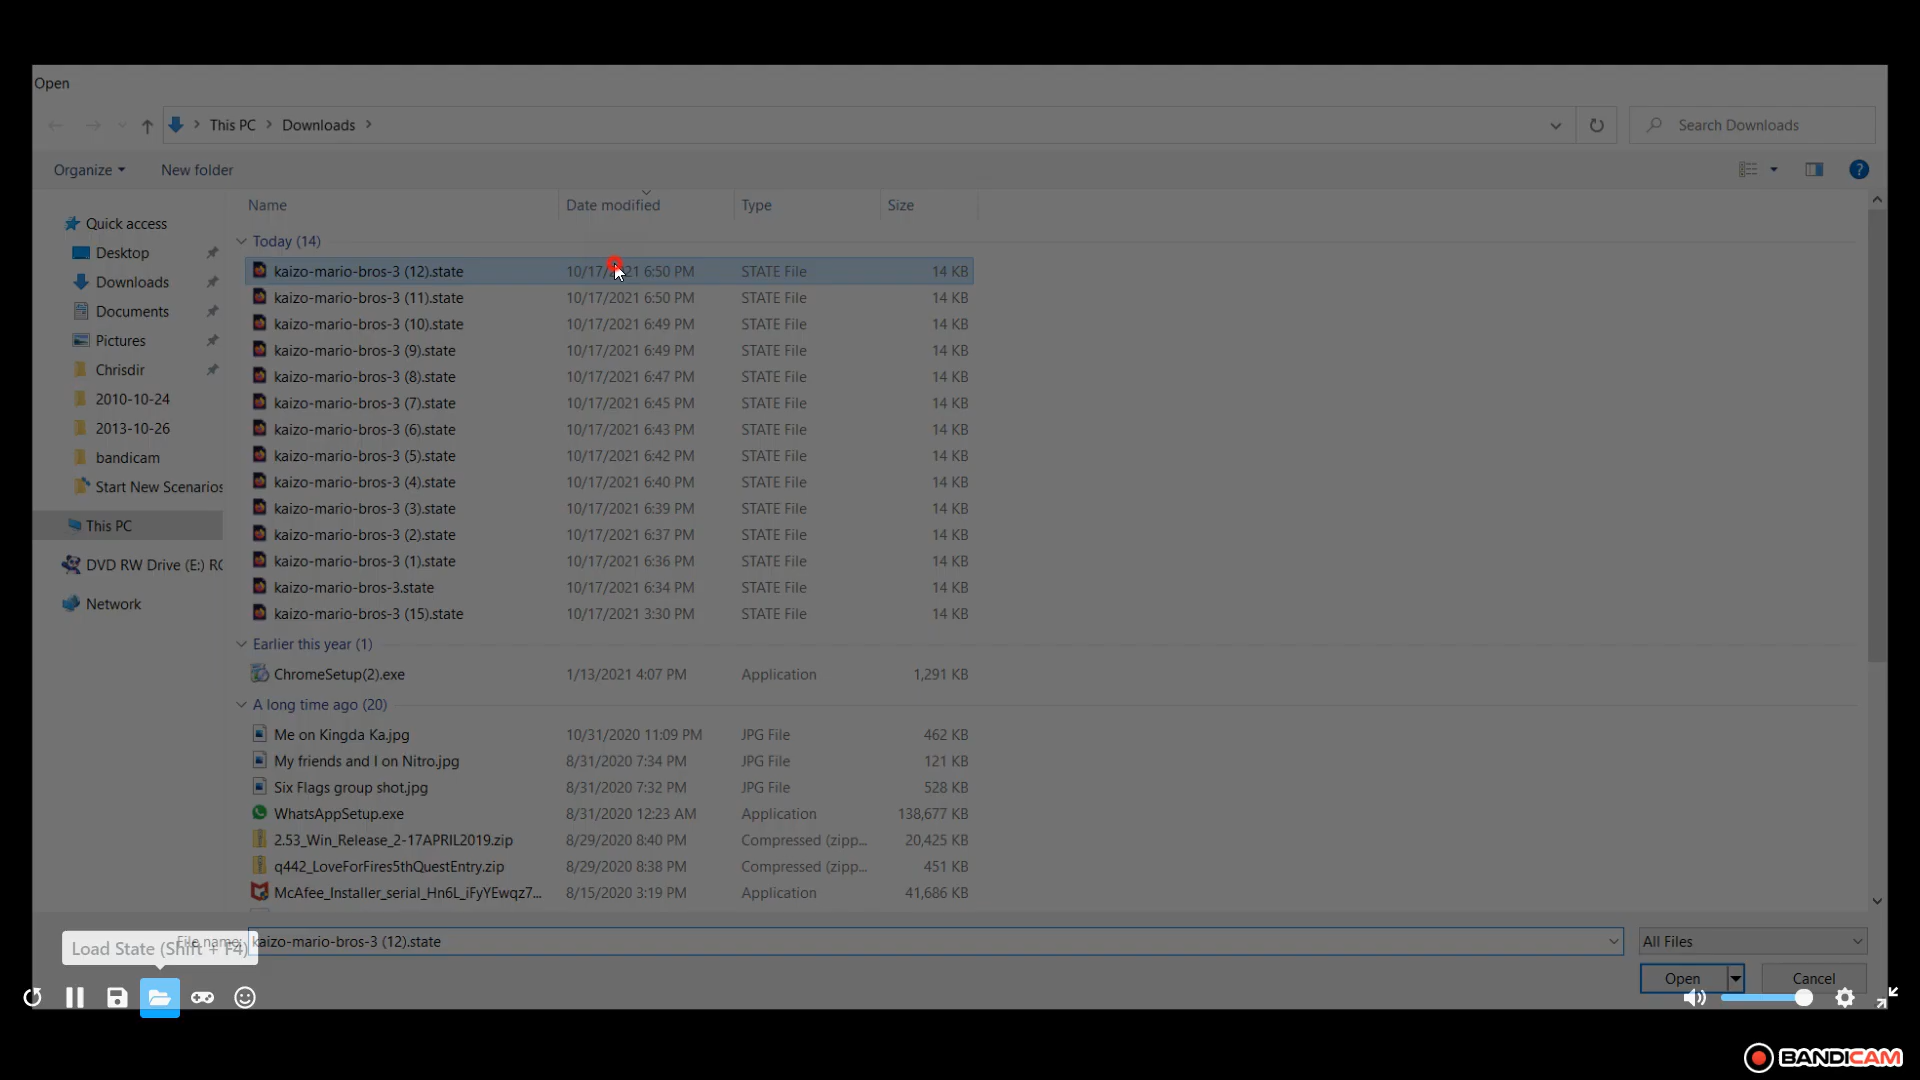 Open
This PC > Downloads >
Search Downloads
Organize
New folder
Name Date modified Type Size
Quick access
Desktop
Downloads
Documents
Pictures
Chrisdir
2010-10-24
2013-10-26
bandicam
Start New Scenarios
This PC
DVD RW Drive (E:) RC
Network
Today (14)
kaizo-mario-bros-3 (12).state 10/17/2021 6:50 PM STATE File 14 KB
kaizo-mario-bros-3 (11).state 10/17/2021 6:50 PM STATE File 14 KB
kaizo-mario-bros-3 (10).state 10/17/2021 6:49 PM STATE File 14 KB
kaizo-mario-bros-3 (9).state 10/17/2021 6:49 PM STATE File 14 KB
kaizo-mario-bros-3 (8).state 10/17/2021 6:47 PM STATE File 14 KB
kaizo-mario-bros-3 (7).state 10/17/2021 6:45 PM STATE File 14 KB
kaizo-mario-bros-3 (6).state 10/17/2021 6:43 PM STATE File 14 KB
kaizo-mario-bros-3 (5).state 10/17/2021 6:42 PM STATE File 14 KB
kaizo-mario-bros-3 (4).state 10/17/2021 6:40 PM STATE File 14 KB
kaizo-mario-bros-3 (3).state 10/17/2021 6:39 PM STATE File 14 KB
kaizo-mario-bros-3 (2).state 10/17/2021 6:37 PM STATE File 14 KB
kaizo-mario-bros-3 (1).state 10/17/2021 6:36 PM STATE File 14 KB
kaizo-mario-bros-3.state 10/17/2021 6:34 PM STATE File 14 KB
kaizo-mario-bros-3 (15).state 10/17/2021 3:30 PM STATE File 14 KB
Earlier this year (1)
ChromeSetup(2).exe 1/13/2021 4:07 PM Application 1,291 KB
A long time ago (20)
Me on Kingda Ka.jpg 10/31/2020 11:09 PM JPG File 462 KB
My friends and I on Nitro.jpg 8/31/2020 7:34 PM JPG File 121 KB
Six Flags group shot.jpg 8/31/2020 7:32 PM JPG File 528 KB
WhatsAppSetup.exe 8/31/2020 12:23 AM Application 138,677 KB
2.53_Win_Release_2-17APRIL2019.zip 8/29/2020 8:40 PM Compressed (zipp... 20,425 KB
q442_LoveForFires5thQuestEntry.zip 8/29/2020 8:38 PM Compressed (zipp... 451 KB
McAfee_Installer_serial_Hn6L_iFyYEwqz7... 8/15/2020 3:19 PM Application 41,686 KB
File name: kaizo-mario-bros-3 (12).state
All Files
Load State (Shift + F4)
Open
Cancel
BANDICAM